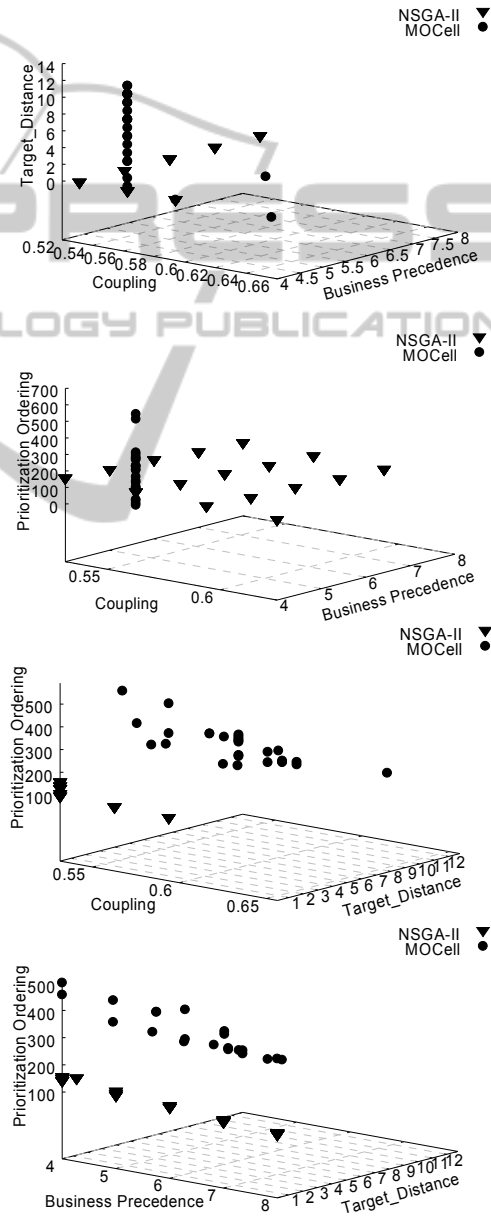 NSGA-II
MOCell
Target_Distance
14
12
10
8
6
4
2
0
0.52 0.54 0.56 0.58 0.6 0.62 0.64 0.66
Coupling
4 4.5 5 5.5 6 6.5 7 7.5 8
Business Precedence
PRESS
LOGY PUBLICATION
NSGA-II
MOCell
Prioritization Ordering
700
600
500
400
300
200
100
0
0.55 0.6
Coupling
4 5 6 7 8
Business Precedence
NSGA-II
MOCell
Prioritization Ordering
500
400
300
200
100
0.55 0.6 0.65
Coupling
1 2 3 4 5 6 7 8 9 10 11 12
Target_Distance
NSGA-II
MOCell
Prioritization Ordering
500
400
300
200
100
4 5 6 7 8
Business Precedence
1 2 3 4 5 6 7 8 9 10 11 12
Target_Distance